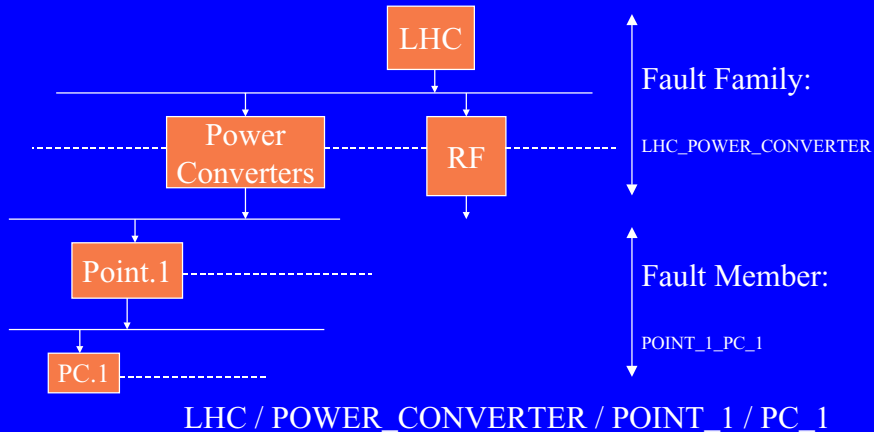 LHC
Fault Family:
Power
Converters
RF
LHC_POWER_CONVERTER
Point.1
Fault Member:
POINT_1_PC_1
PC.1
LHC / POWER_CONVERTER / POINT_1 / PC_1